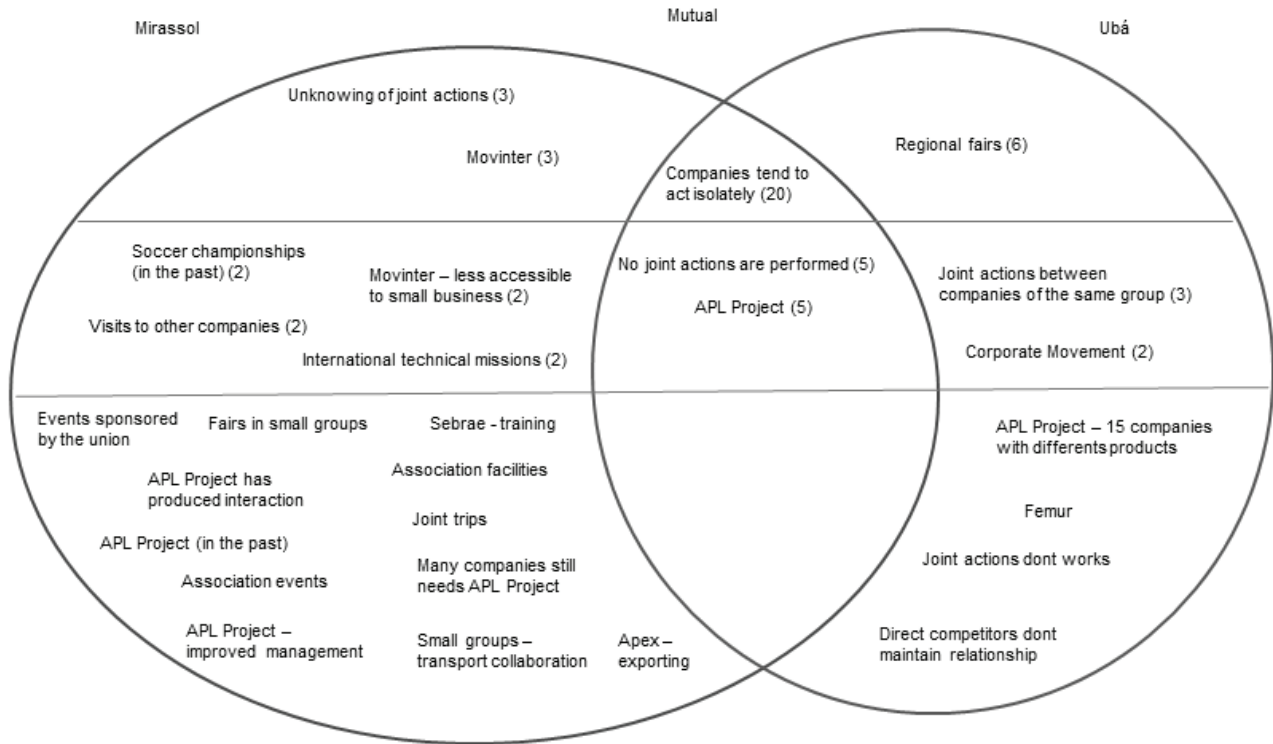 Mirassol
Mutual
Ubá
Unknowing of joint actions (3)
Movinter (3)
Companies tend to
act isolately (20)
Regional fairs (6)
Soccer championships
(in the past) (2)
Movinter – less accessible
to small business (2)
Visits to other companies (2)
International technical missions (2)
No joint actions are performed (5)
APL Project (5)
Joint actions between
companies of the same group (3)
Corporate Movement (2)
Events sponsored
by the union
Fairs in small groups
Sebrae - training
APL Project has
produced interaction
Association facilities
Joint trips
APL Project (in the past)
Association events
Many companies still
needs APL Project
APL Project –
improved management
Small groups –
transport collaboration
Apex –
exporting
APL Project – 15 companies
with differents products
Femur
Joint actions dont works
Direct competitors dont
maintain relationship